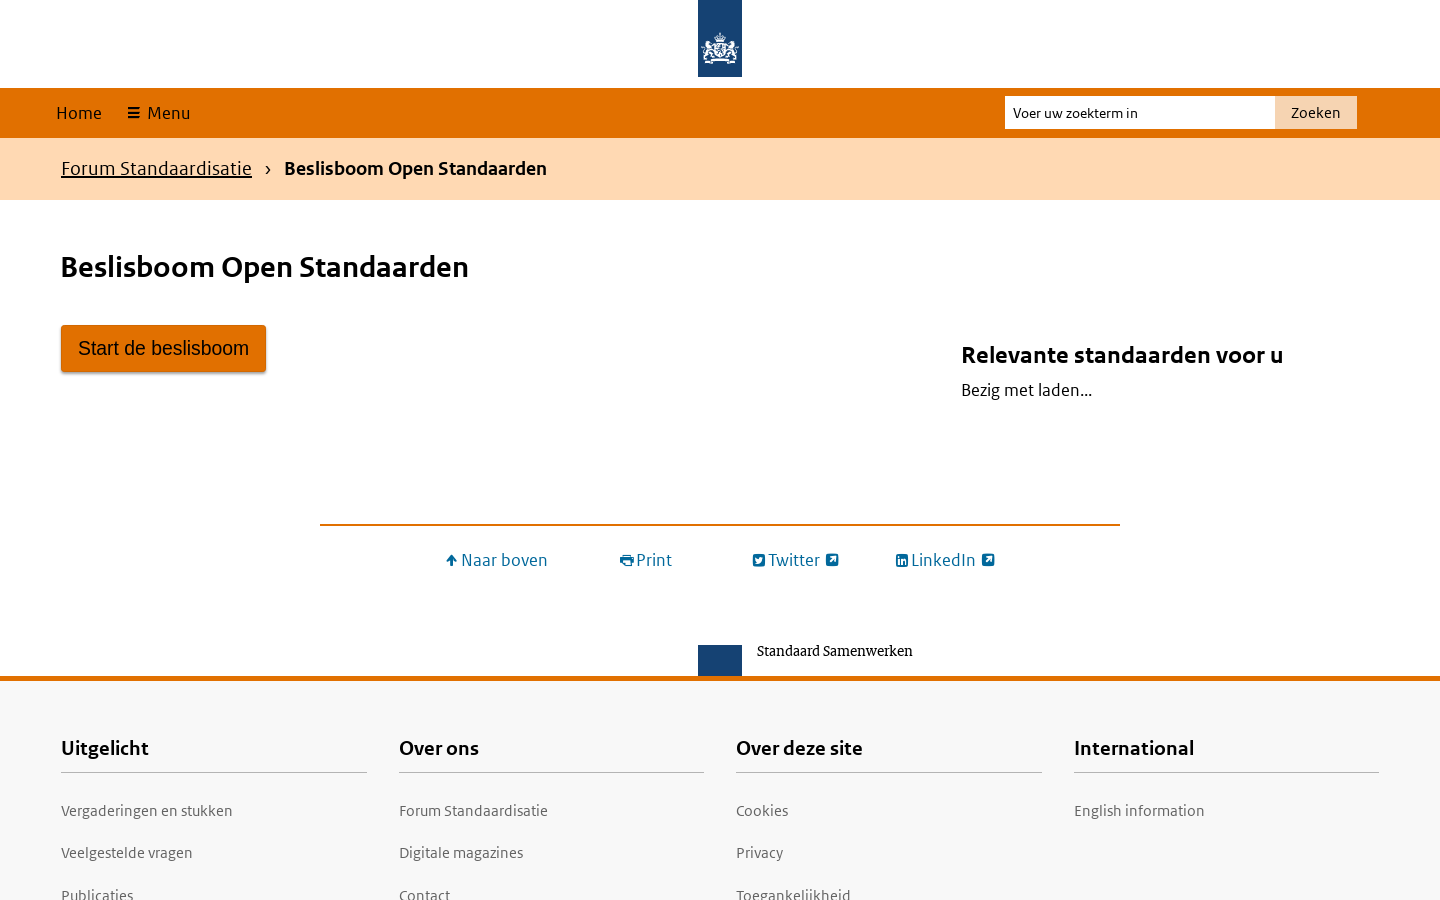 Home
Menu
Voer uw zoekterm in
Zoeken
Forum Standaardisatie › Beslisboom Open Standaarden
Beslisboom Open Standaarden
Start de beslisboom
Relevante standaarden voor u
Bezig met laden...
Naar boven
Print
Twitter
LinkedIn
Standaard Samenwerken
Uitgelicht
Vergaderingen en stukken
Veelgestelde vragen
Publicaties
Over ons
Forum Standaardisatie
Digitale magazines
Contact
Over deze site
Cookies
Privacy
Toegankelijkheid
International
English information